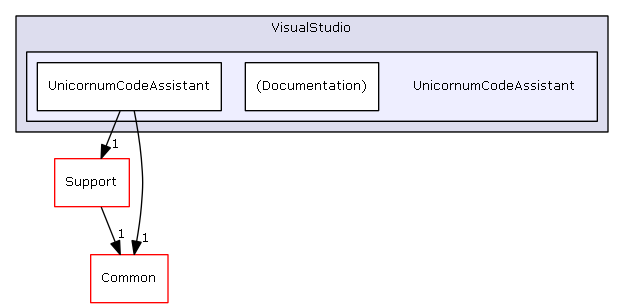 VisualStudio
UnicornumCodeAssistant
(Documentation)
UnicornumCodeAssistant
1
Support
1
1
Common